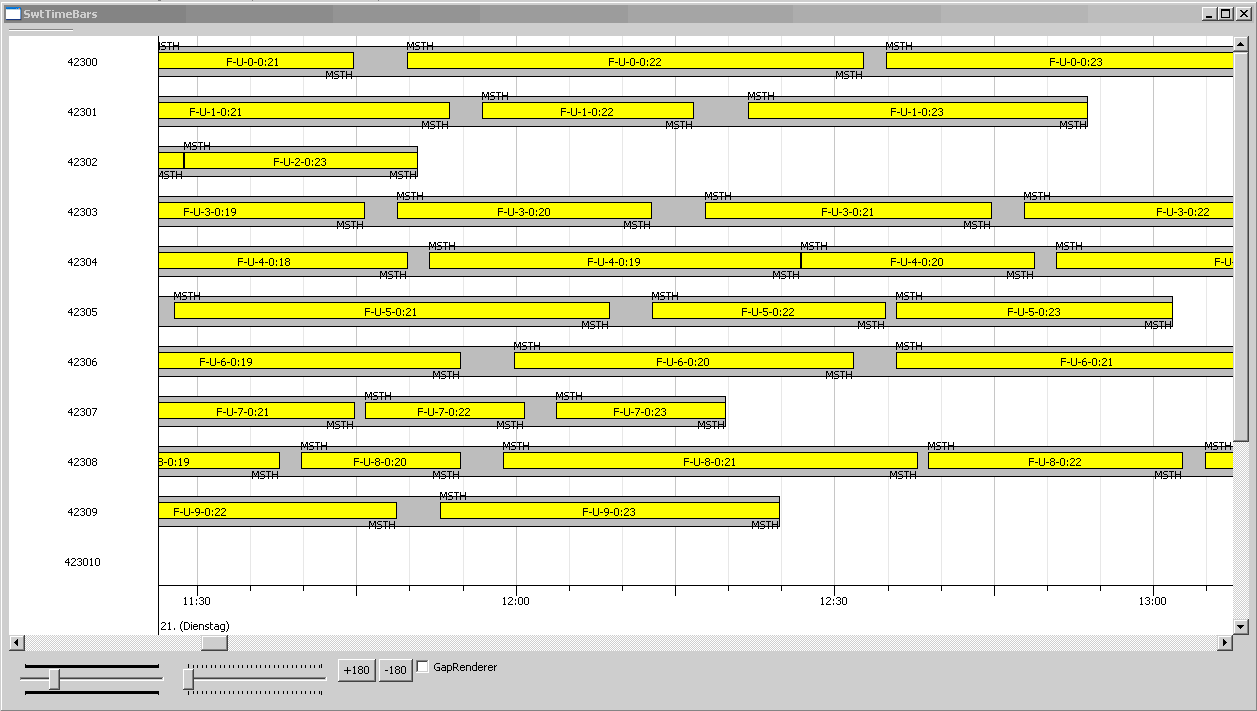 SwtTimeBars
MSTH MSTH MSTH
42300 F-U-0-0:21 F-U-0-0:22 F-U-0-0:23
MSTH MSTH
MSTH MSTH
42301 F-U-1-0:21 F-U-1-0:22 F-U-1-0:23
MSTH MSTH MSTH
MSTH
42302 F-U-2-0:23
MSTH MSTH
MSTH MSTH MSTH
42303 F-U-3-0:19 F-U-3-0:20 F-U-3-0:21 F-U-3-0:22
MSTH MSTH MSTH
MSTH MSTH MSTH
42304 F-U-4-0:18 F-U-4-0:19 F-U-4-0:20 F-U-
MSTH MSTH MSTH
MSTH MSTH MSTH
42305 F-U-5-0:21 F-U-5-0:22 F-U-5-0:23
MSTH MSTH MSTH
MSTH MSTH
42306 F-U-6-0:19 F-U-6-0:20 F-U-6-0:21
MSTH MSTH
MSTH MSTH
42307 F-U-7-0:21 F-U-7-0:22 F-U-7-0:23
MSTH MSTH MSTH
MSTH MSTH MSTH MSTH
42308 8-0:19 F-U-8-0:20 F-U-8-0:21 F-U-8-0:22
MSTH MSTH MSTH MSTH
MSTH
42309 F-U-9-0:22 F-U-9-0:23
MSTH MSTH
423010
11:30 12:00 12:30 13:00
21. (Dienstag)
+180 -180 GapRenderer